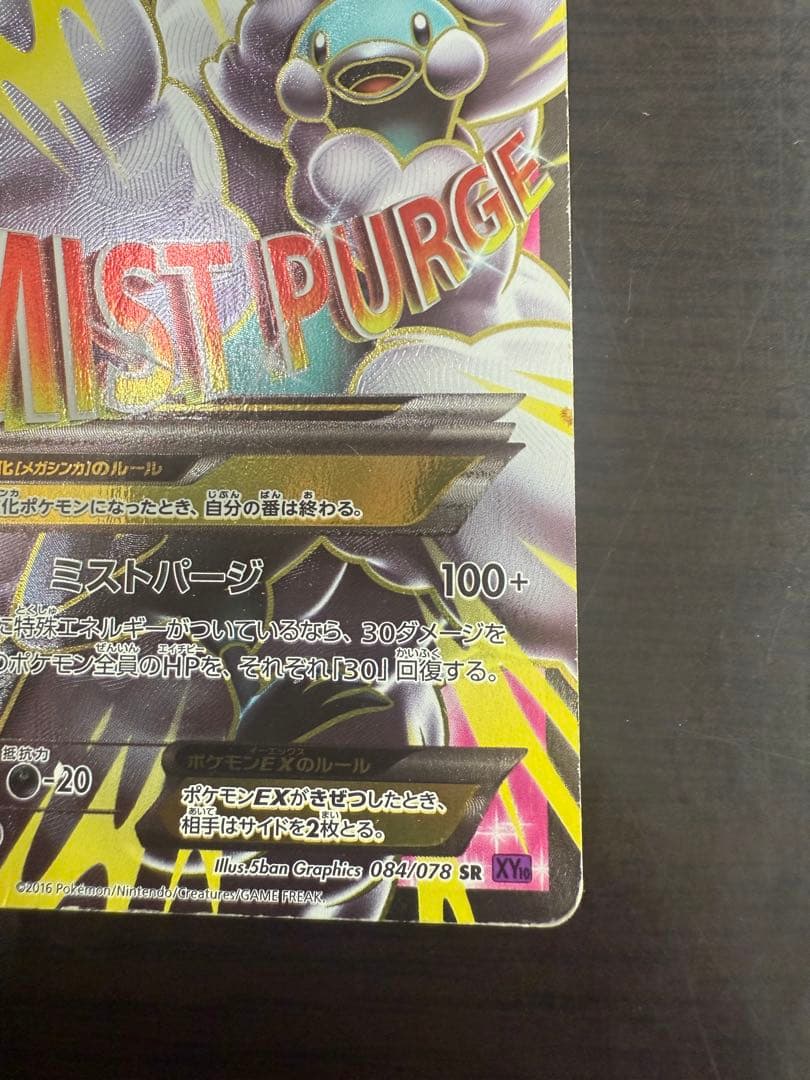 MIST PURGE
化[メガシンカ]のルール
化ポケモンになったとき、自分の番は終わる。
ミストパージ 100+
に特殊エネルギーがついているなら、30ダメージを
のポケモン全員のHPを、それぞれ「30」回復する。
抵抗力
-20
ポケモンEXのルール
ポケモンEXがきぜつしたとき、
相手はサイドを2枚とる。
Illus.5ban Graphics 084/078 SR XY10
©2016 Pokémon/Nintendo/Creatures/GAME FREAK.